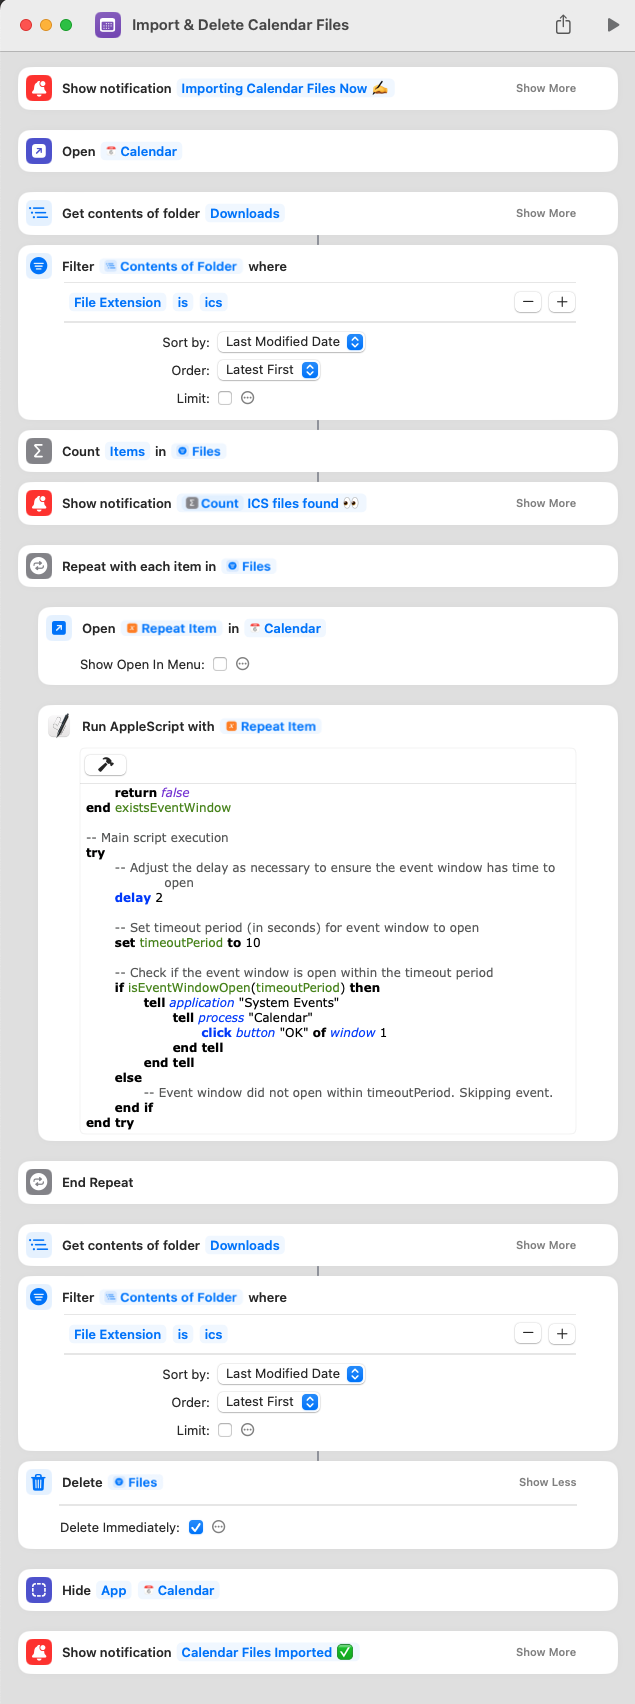 Import & Delete Calendar Files
Show notification Importing Calendar Files Now ✍️ Show More
Open Calendar
Get contents of folder Downloads Show More
Filter Contents of Folder where
File Extension is ics
Sort by: Last Modified Date
Order: Latest First
Limit:
Count Items in Files
Show notification Count ICS files found 👀 Show More
Repeat with each item in Files
Open Repeat Item in Calendar
Show Open In Menu:
Run AppleScript with Repeat Item
return false
end existsEventWindow
-- Main script execution
try
-- Adjust the delay as necessary to ensure the event window has time to
open
delay 2
-- Set timeout period (in seconds) for event window to open
set timeoutPeriod to 10
-- Check if the event window is open within the timeout period
if isEventWindowOpen(timeoutPeriod) then
tell application "System Events"
tell process "Calendar"
click button "OK" of window 1
end tell
end tell
else
-- Event window did not open within timeoutPeriod. Skipping event.
end if
end try
End Repeat
Get contents of folder Downloads Show More
Filter Contents of Folder where
File Extension is ics
Sort by: Last Modified Date
Order: Latest First
Limit:
Delete Files Show Less
Delete Immediately:
Hide App Calendar
Show notification Calendar Files Imported ✅ Show More